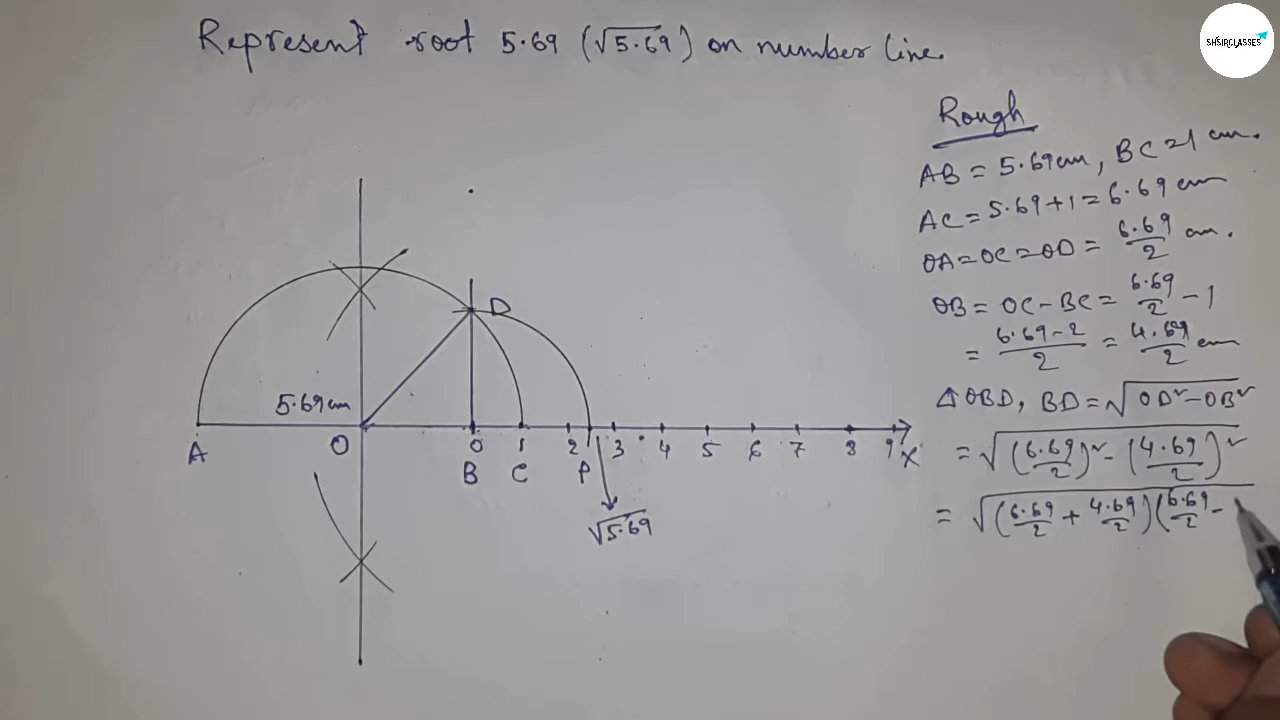 SHSIRCLASSES
Represent root 5.69 (√5.69) on number line.
Rough
AB = 5.69cm, BC = 1 cm.
AC = 5.69+1 = 6.69 cm
OA = OC = OD = 6.69/2 cm.
OB = OC - BC = 6.69/2 - 1
= 6.69-2/2 = 4.69/2 cm
△OBD, BD = √OD² - OB²
= √(6.69/2)² - (4.69/2)²
= √(6.69/2 + 4.69/2)(6.69/2 -
D
5.69cm
A O 0 1 2 3 4 5 6 7 8 9 X
B C P
√5.69